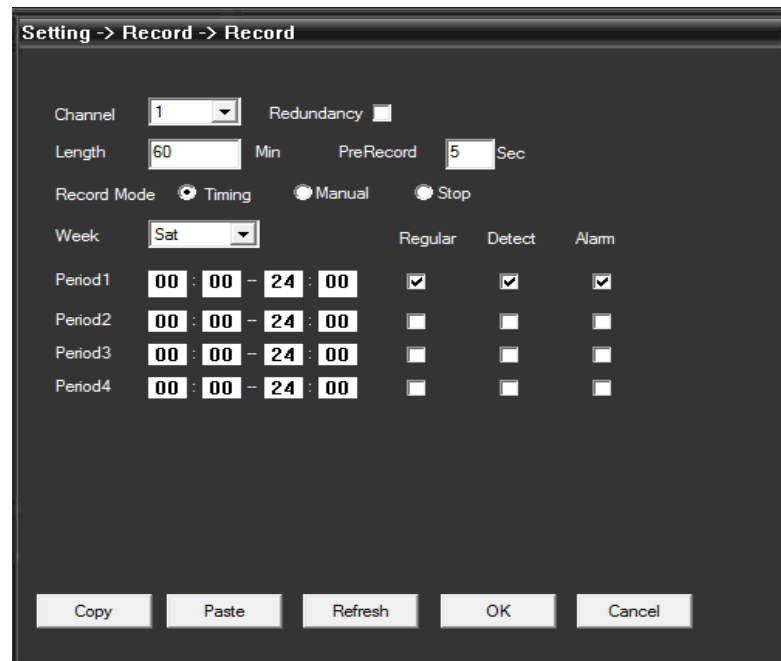 Setting -> Record -> Record
Channel 1 Redundancy
Length 60 Min PreRecord 5 Sec
Record Mode Timing Manual Stop
Week Sat Regular Detect Alarm
Period1 00 : 00 - 24 : 00
Period2 00 : 00 - 24 : 00
Period3 00 : 00 - 24 : 00
Period4 00 : 00 - 24 : 00
Copy Paste Refresh OK Cancel